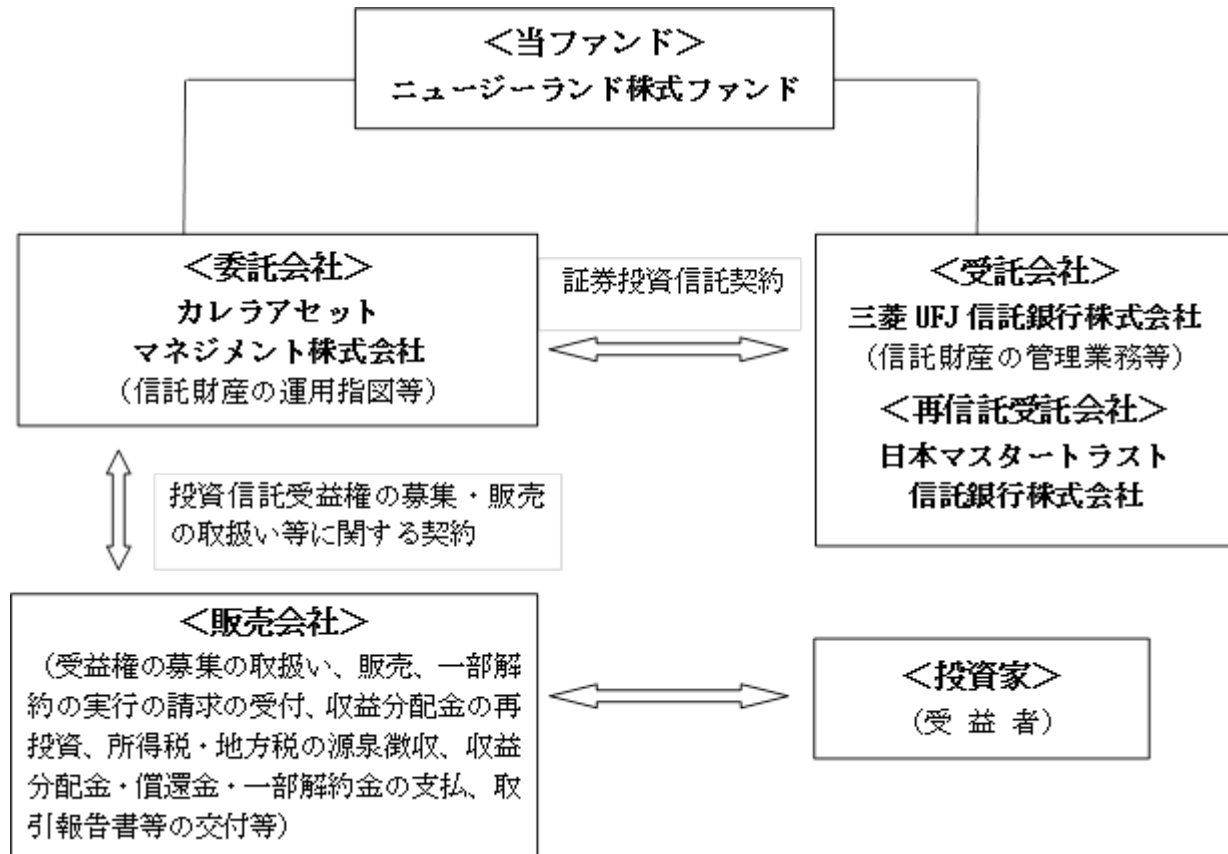 ＜当ファンド＞
ニュージーランド株式ファンド
＜委託会社＞
カレラアセット
マネジメント株式会社
（信託財産の運用指図等）
証券投資信託契約
＜受託会社＞
三菱 UFJ 信託銀行株式会社
（信託財産の管理業務等）
＜再信託受託会社＞
日本マスタートラスト
信託銀行株式会社
投資信託受益権の募集・販売
の取扱い等に関する契約
＜販売会社＞
（受益権の募集の取扱い、販売、一部解
約の実行の請求の受付、収益分配金の再
投資、所得税・地方税の源泉徴収、収益
分配金・償還金・一部解約金の支払、取
引報告書等の交付等）
＜投資家＞
（受 益 者）